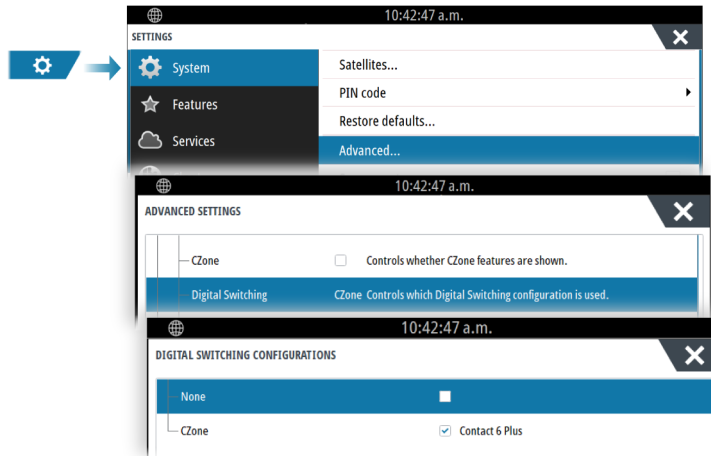 10:42:47 a.m.
SETTINGS
System
Satellites...
PIN code
Features
Restore defaults...
Services
Advanced...
10:42:47 a.m.
ADVANCED SETTINGS
CZone Controls whether CZone features are shown.
Digital Switching CZone Controls which Digital Switching configuration is used.
10:42:47 a.m.
DIGITAL SWITCHING CONFIGURATIONS
None
CZone Contact 6 Plus